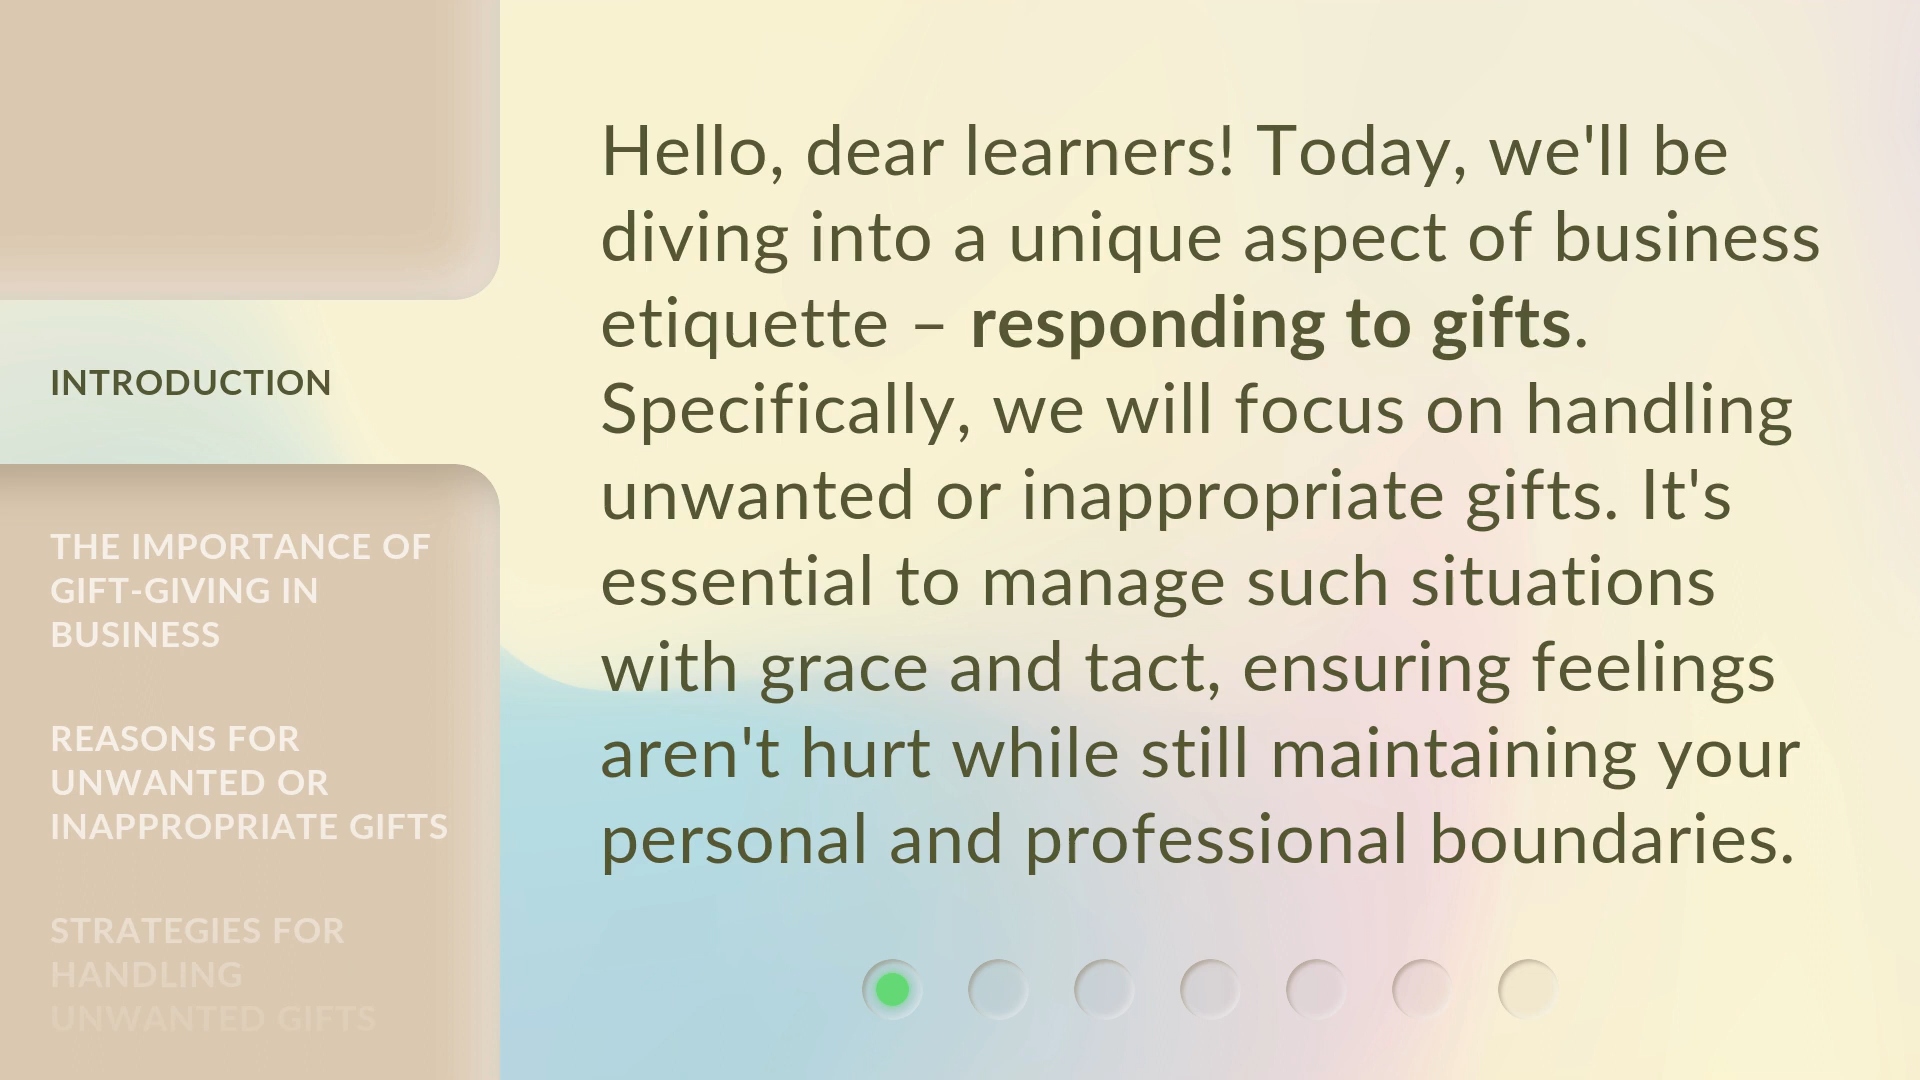 INTRODUCTION
THE IMPORTANCE OF
GIFT-GIVING IN
BUSINESS
REASONS FOR
UNWANTED OR
INAPPROPRIATE GIFTS
STRATEGIES FOR
HANDLING
UNWANTED GIFTS
Hello, dear learners! Today, we'll be
diving into a unique aspect of business
etiquette – responding to gifts.
Specifically, we will focus on handling
unwanted or inappropriate gifts. It's
essential to manage such situations
with grace and tact, ensuring feelings
aren't hurt while still maintaining your
personal and professional boundaries.